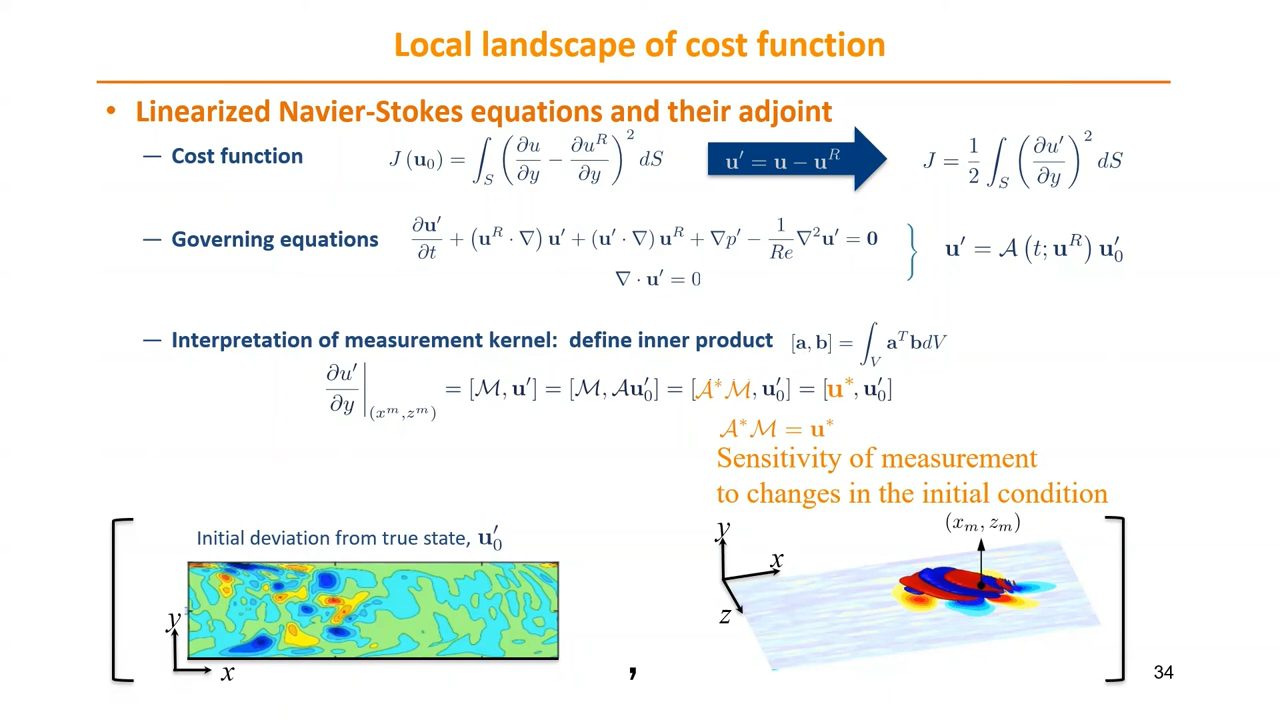 Local landscape of cost function
• Linearized Navier-Stokes equations and their adjoint
— Cost function J (u₀) = ∫_S (∂u/∂y − ∂u^R/∂y)² dS u′ = u − u^R J = 1/2 ∫_S (∂u′/∂y)² dS
— Governing equations ∂u′/∂t + (u^R · ∇) u′ + (u′ · ∇) u^R + ∇p′ − 1/Re ∇²u′ = 0 } u′ = 𝒜 (t; u^R) u′₀
∇ · u′ = 0
— Interpretation of measurement kernel: define inner product [a, b] = ∫_V a^T b dV
∂u′/∂y |_(x^m, z^m) = [ℳ, u′] = [ℳ, 𝒜u′₀] = [𝒜*ℳ, u′₀] = [u*, u′₀]
𝒜*ℳ = u*
Sensitivity of measurement
to changes in the initial condition
Initial deviation from true state, u′₀
y
x
,
y
x
z
(x_m, z_m)
34